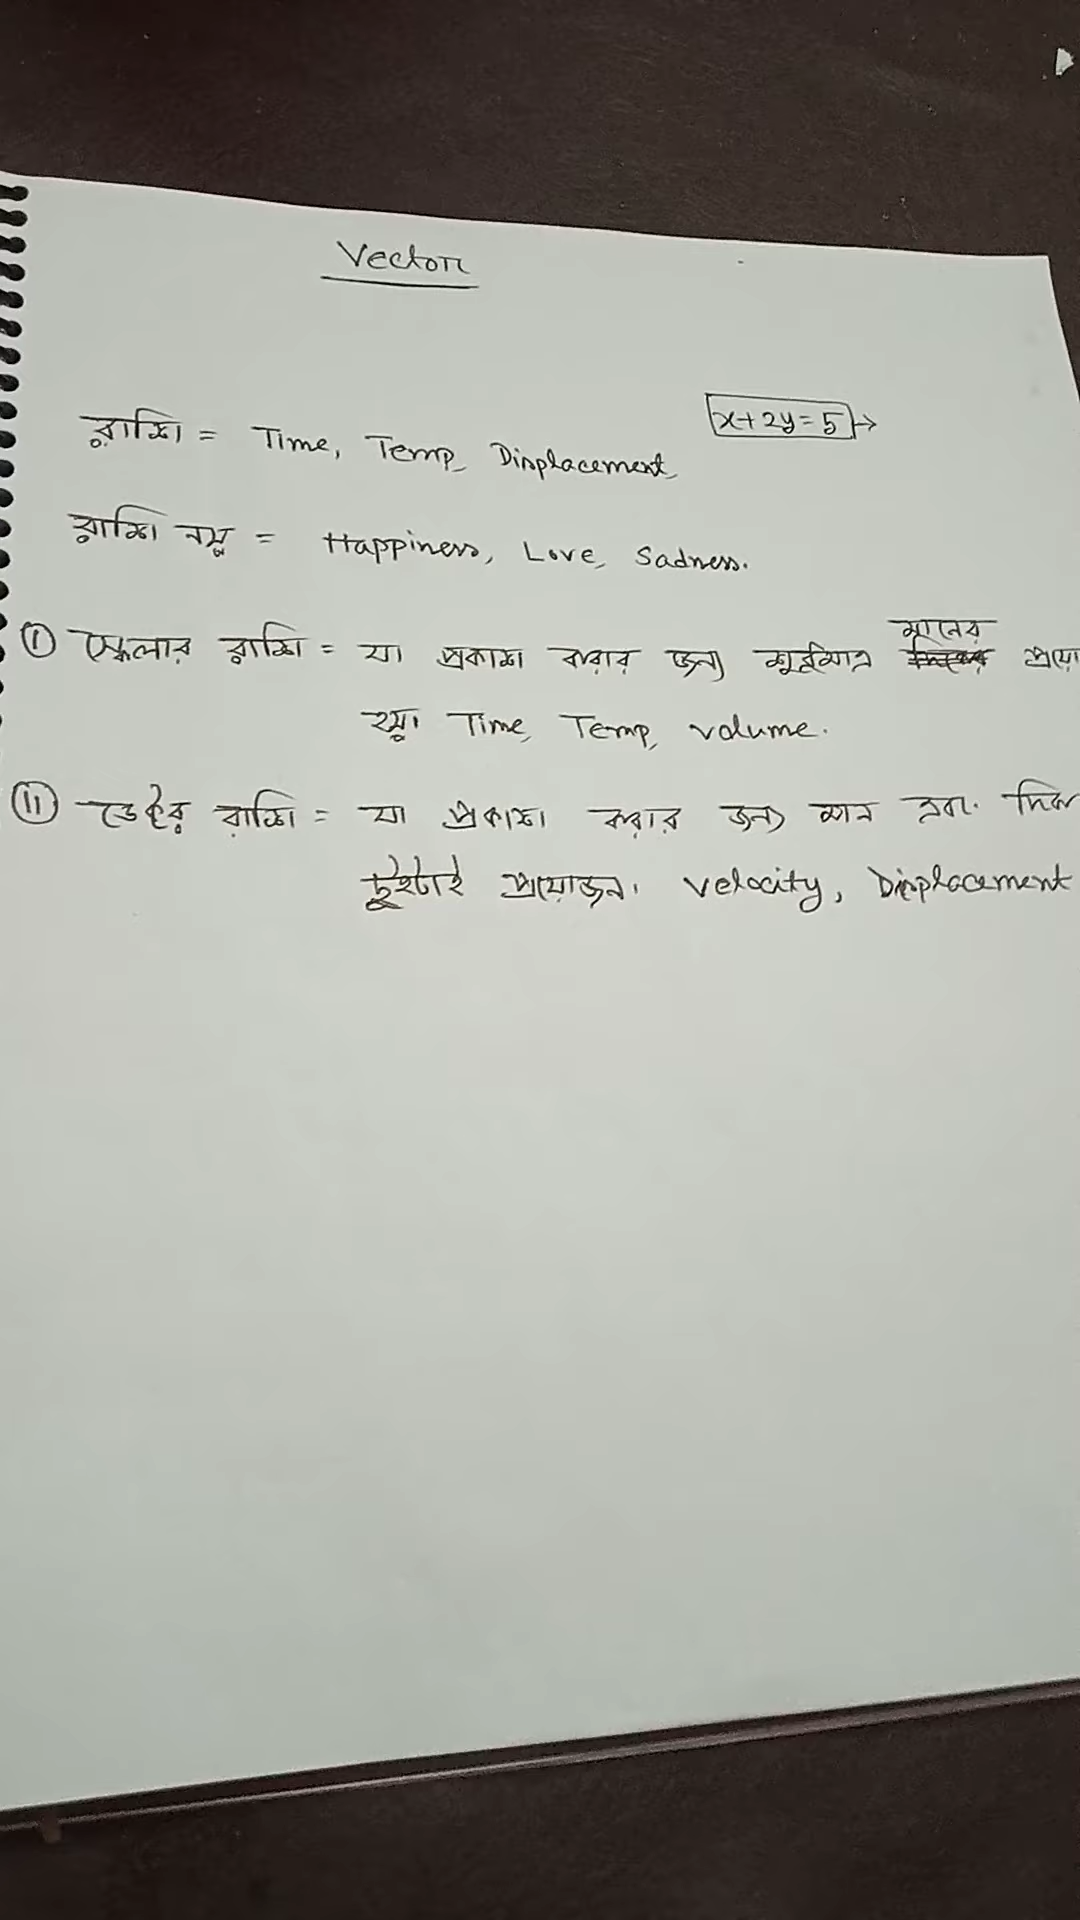 Vector
x+2y=5→
রাশি = Time, Temp, Displacement,
রাশি নয় = Happiness, Love, Sadness.
(I) স্কেলার রাশি = যা প্রকাশ করার জন্য শুধুমাত্র মানের প্রয়ো
হয়। Time, Temp, volume.
(II) ভেক্টর রাশি = যা প্রকাশ করার জন্য মান এবং দিক
দুইটাই প্রয়োজন। velocity, Displacement